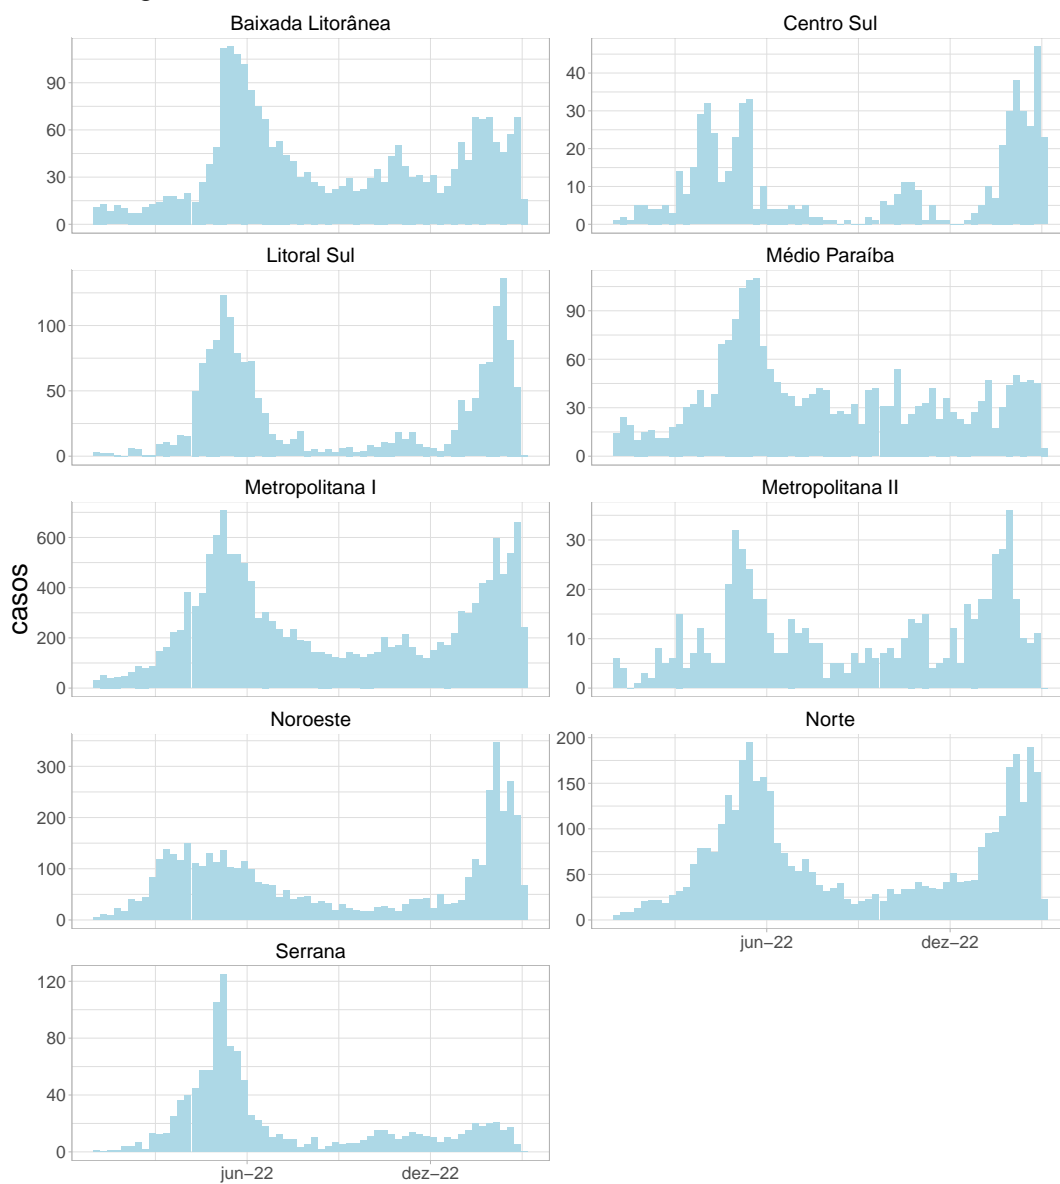 Baixada Litorânea
Centro Sul
90
60
30
0
40
30
20
10
0
Litoral Sul
Médio Paraíba
100
50
0
90
60
30
0
Metropolitana I
Metropolitana II
casos
600
400
200
0
30
20
10
0
Noroeste
Norte
300
200
100
0
200
150
100
50
0
jun−22
dez−22
Serrana
120
80
40
0
jun−22
dez−22